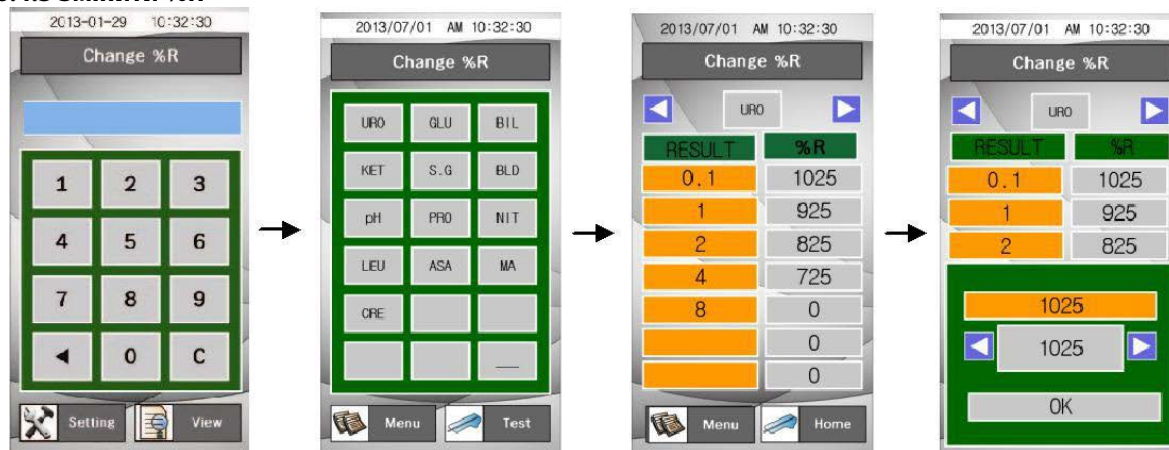 2013-01-29 10:32:30
Change %R
1 2 3
4 5 6
7 8 9
◀ 0 C
Setting View
2013/07/01 AM 10:32:30
Change %R
URO GLU BIL
KET S.G BLD
pH PRO NIT
LEU ASA MA
CRE
Menu Test
2013/07/01 AM 10:32:30
Change %R
URO
RESULT %R
0.1 1025
1 925
2 825
4 725
8 0
0
0
Menu Home
2013/07/01 AM 10:32:30
Change %R
URO
RESULT %R
0.1 1025
1 925
2 825
1025
1025
OK